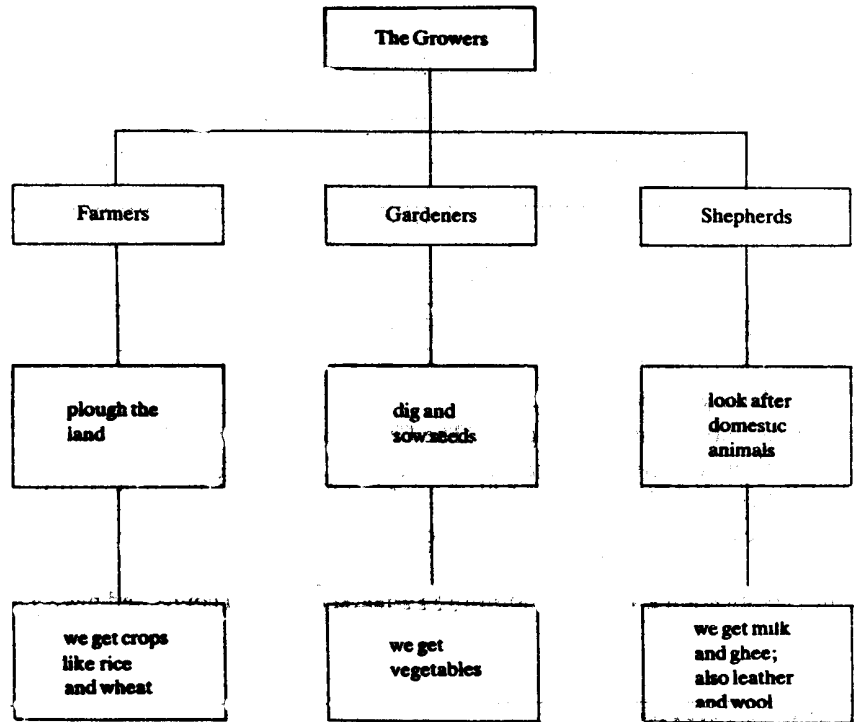 The Growers
Farmers
Gardeners
Shepherds
plough the
land
dig and
sow seeds
look after
domestic
animals
we get crops
like rice
and wheat
we get
vegetables
we get milk
and ghee;
also leather
and wool